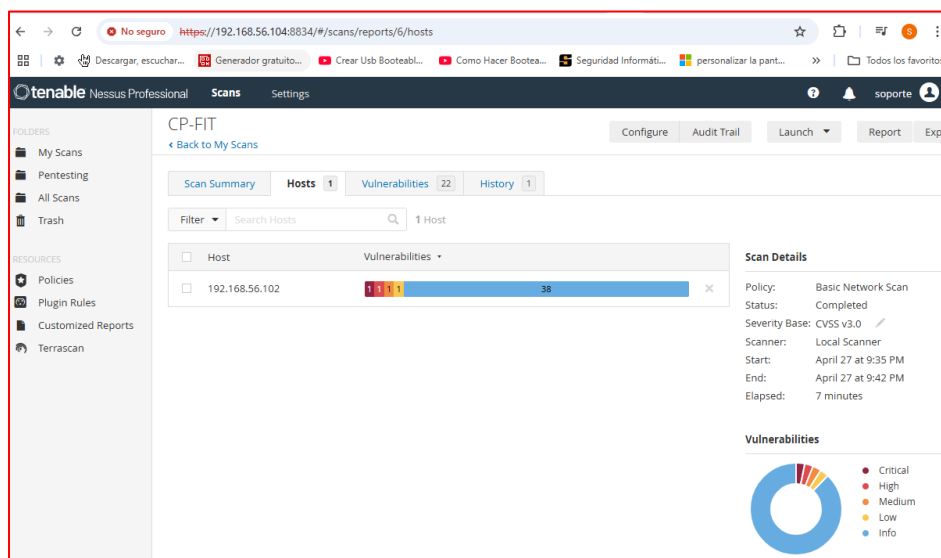 No seguro https://192.168.56.104:8834/#/scans/reports/6/hosts S
Descargar, escuchar... Generador gratuito... Crear Usb Booteabl... Como Hacer Bootea... Seguridad Informáti... personalizar la pant... » Todos los favoritos
tenable Nessus Professional Scans Settings ? soporte
FOLDERS
My Scans
Pentesting
All Scans
Trash
RESOURCES
Policies
Plugin Rules
Customized Reports
Terrascan
CP-FIT
‹ Back to My Scans
Configure Audit Trail Launch Report Exp
Scan Summary Hosts 1 Vulnerabilities 22 History 1
Filter Search Hosts 1 Host
Host Vulnerabilities
192.168.56.102 1 1 1 1 38
Scan Details
Policy: Basic Network Scan
Status: Completed
Severity Base: CVSS v3.0
Scanner: Local Scanner
Start: April 27 at 9:35 PM
End: April 27 at 9:42 PM
Elapsed: 7 minutes
Vulnerabilities
Critical
High
Medium
Low
Info